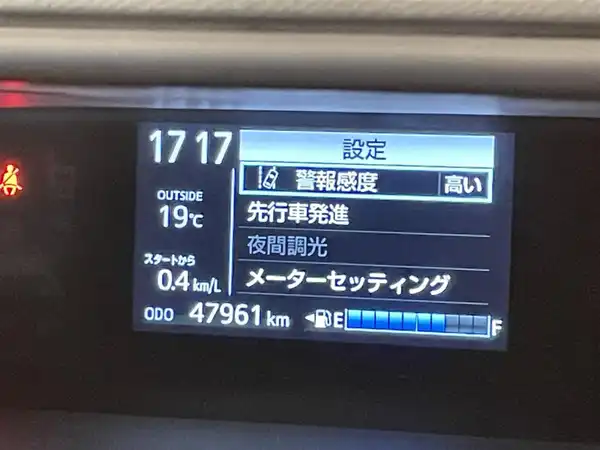 17 17
設定
警報感度 高い
OUTSIDE
19℃
先行車発進
夜間調光
スタートから
0.4 km/L
メーターセッティング
ODO 47961 km
E F